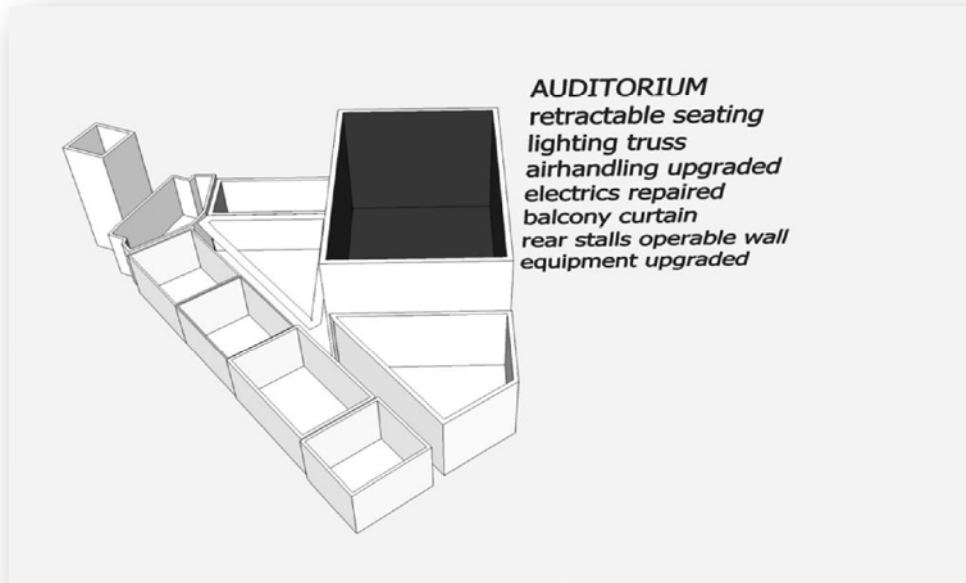 AUDITORIUM
retractable seating
lighting truss
airhandling upgraded
electrics repaired
balcony curtain
rear stalls operable wall
equipment upgraded